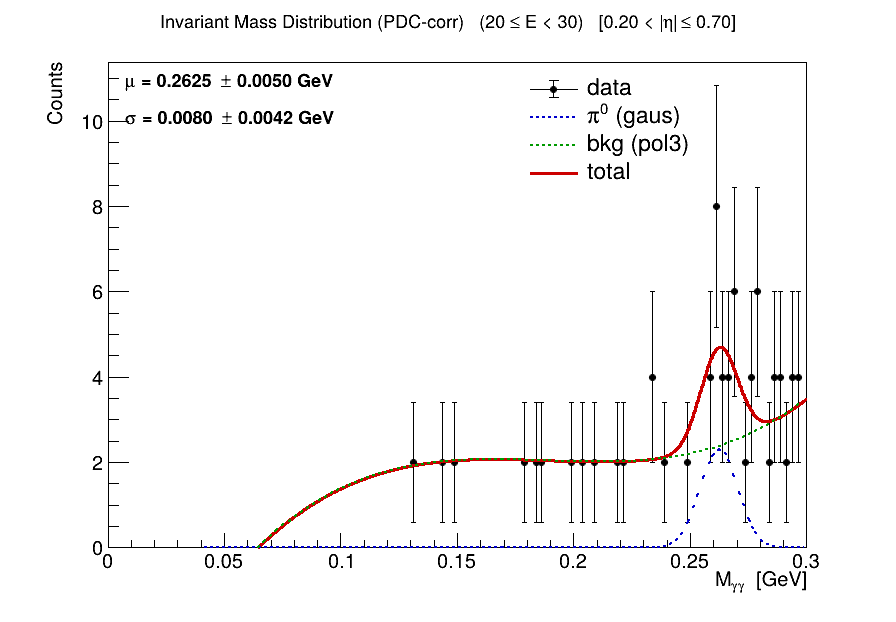 Invariant Mass Distribution (PDC-corr) (20 ≤ E < 30) [0.20 < |η| ≤ 0.70]
Counts
μ = 0.2625 ± 0.0050 GeV
σ = 0.0080 ± 0.0042 GeV
data
π⁰ (gaus)
bkg (pol3)
total
10
8
6
4
2
0
0 0.05 0.1 0.15 0.2 0.25 0.3
M_γγ [GeV]